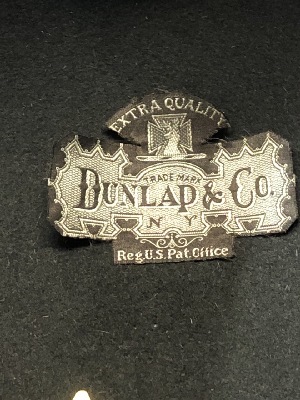 EXTRA QUALITY
TRADE MARK
DUNLAP & CO.
N Y
Reg U.S. Pat. Office